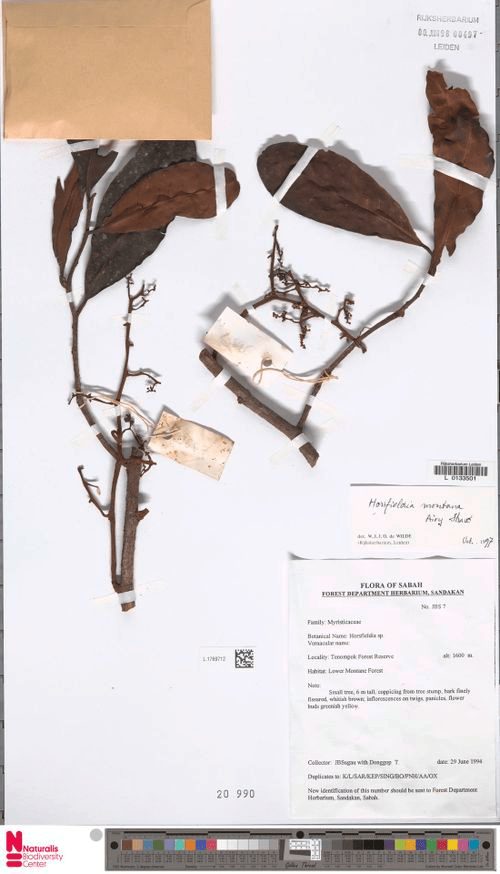 RIJKSHERBARIUM
LEIDEN
Rijksherbarium Leiden
L 0133501
Horsfieldia montana
Airy Shaw
det. W.J.J.O. de WILDE
(Rijksherbarium, Leiden)
Oct. 1997
FLORA OF SABAH
FOREST DEPARTMENT HERBARIUM, SANDAKAN
No. JBS 7
Family: Myristicaceae
Botanical Name: Horsfieldia sp.
Vernacular name:
Locality: Tenompok Forest Reserve alt: 1600 m.
Habitat: Lower Montane Forest
Note:
Small tree, 6 m tall, coppicing from tree stump, bark finely
fissured, whitish brown; inflorescences on twigs, panicles, flower
buds greenish yellow.
Collector: JBSugau with Donggop T. date: 29 June 1994
Duplicates to: K/L/SAR/KEP/SING/BO/PNH/AA/OX
New identification of this number should be sent to Forest Department
Herbarium, Sandakan, Sabah.
L.1789712
20 990
Naturalis
Biodiversity
Center